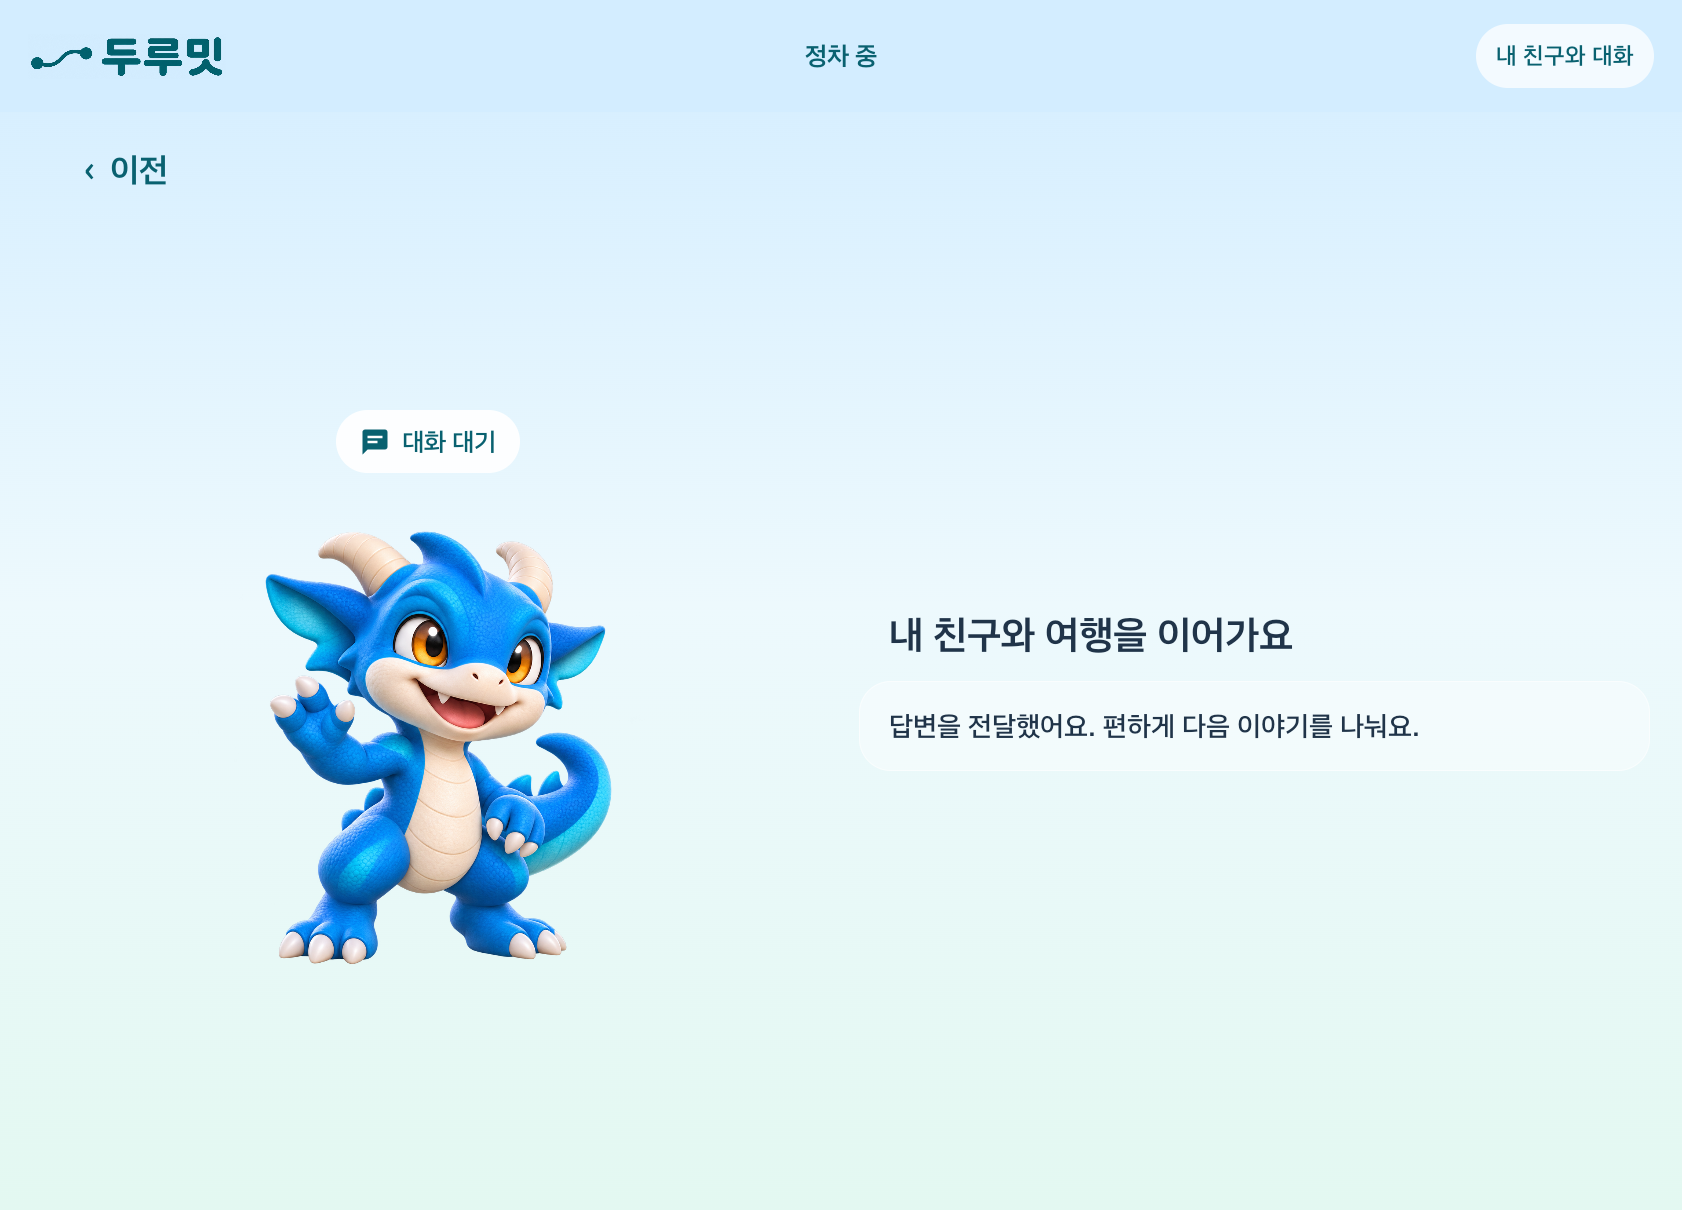 두루밋
정차 중
내 친구와 대화
이전
대화 대기
내 친구와 여행을 이어가요
답변을 전달했어요. 편하게 다음 이야기를 나눠요.